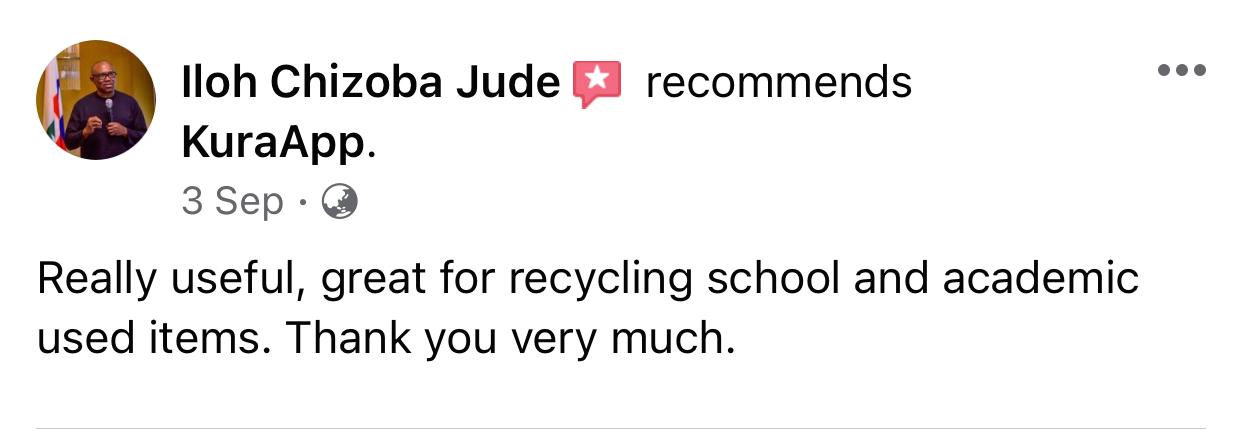 Iloh Chizoba Jude recommends
KuraApp.
3 Sep ·
Really useful, great for recycling school and academic
used items. Thank you very much.